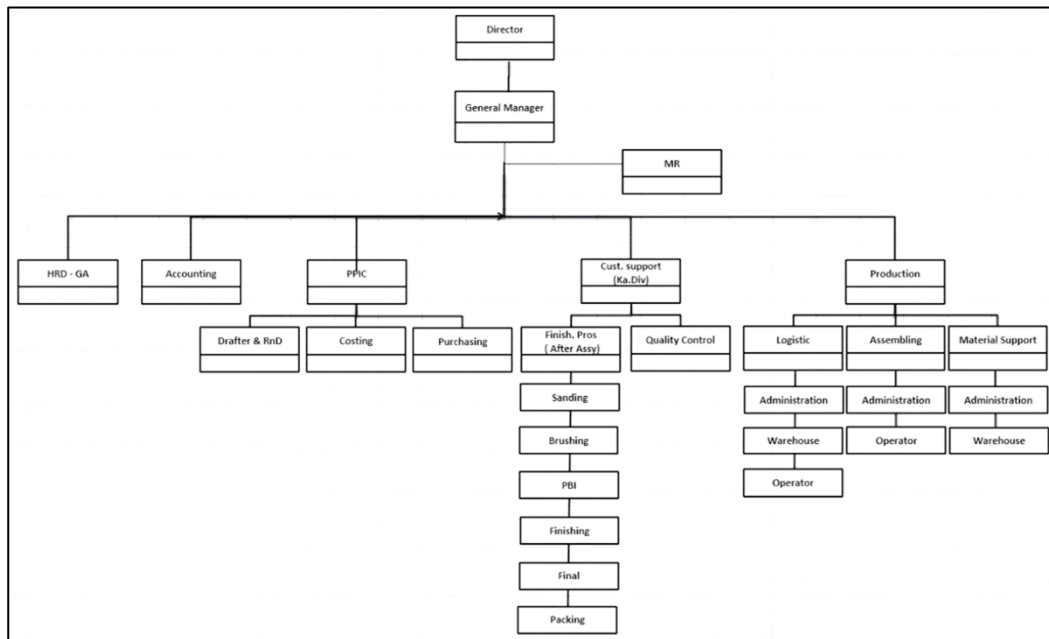 Director
General Manager
MR
HRD - GA
Accounting
PPIC
Cust. support
(Ka.Div)
Production
Drafter & RnD
Costing
Purchasing
Finish. Pros
( After Assy)
Quality Control
Logistic
Assembling
Material Support
Sanding
Administration
Administration
Administration
Brushing
Warehouse
Operator
Warehouse
PBI
Operator
Finishing
Final
Packing